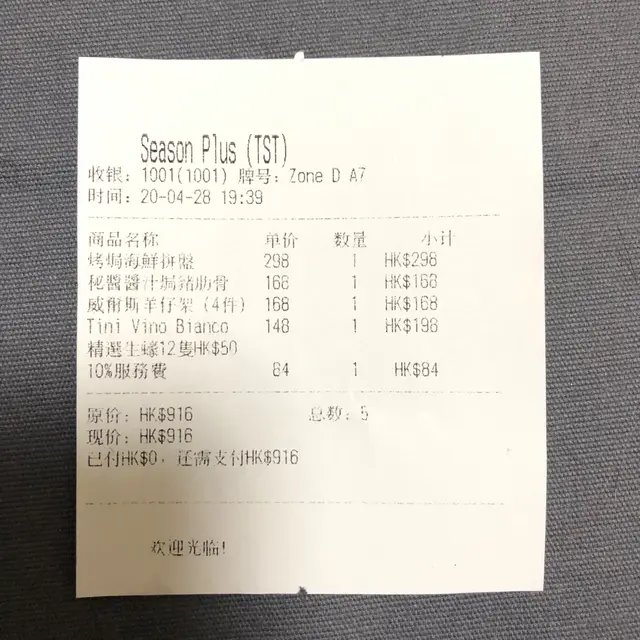 Season Plus (TST)
收银: 1001(1001) 牌号: Zone D A7
时间: 20-04-28 19:39
商品名称 单价 数量 小计
烤焗海鮮拼盤 298 1 HK$298
秘醬醬汁焗豬肋骨 168 1 HK$168
威爾斯羊仔架 (4件) 168 1 HK$168
Tini Vino Bianco 148 1 HK$198
精選生蠔12隻HK$50
10%服務費 84 1 HK$84
原价: HK$916 总数: 5
现价: HK$916
已付HK$0, 还需支付HK$916
欢迎光临!